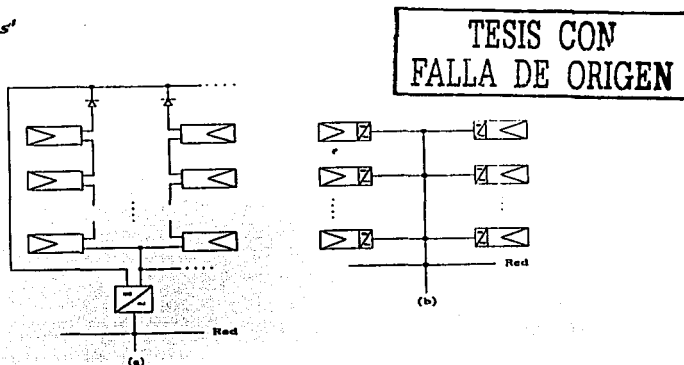 s'
TESIS CON
FALLA DE ORIGEN
Red
(a)
Red
(b)